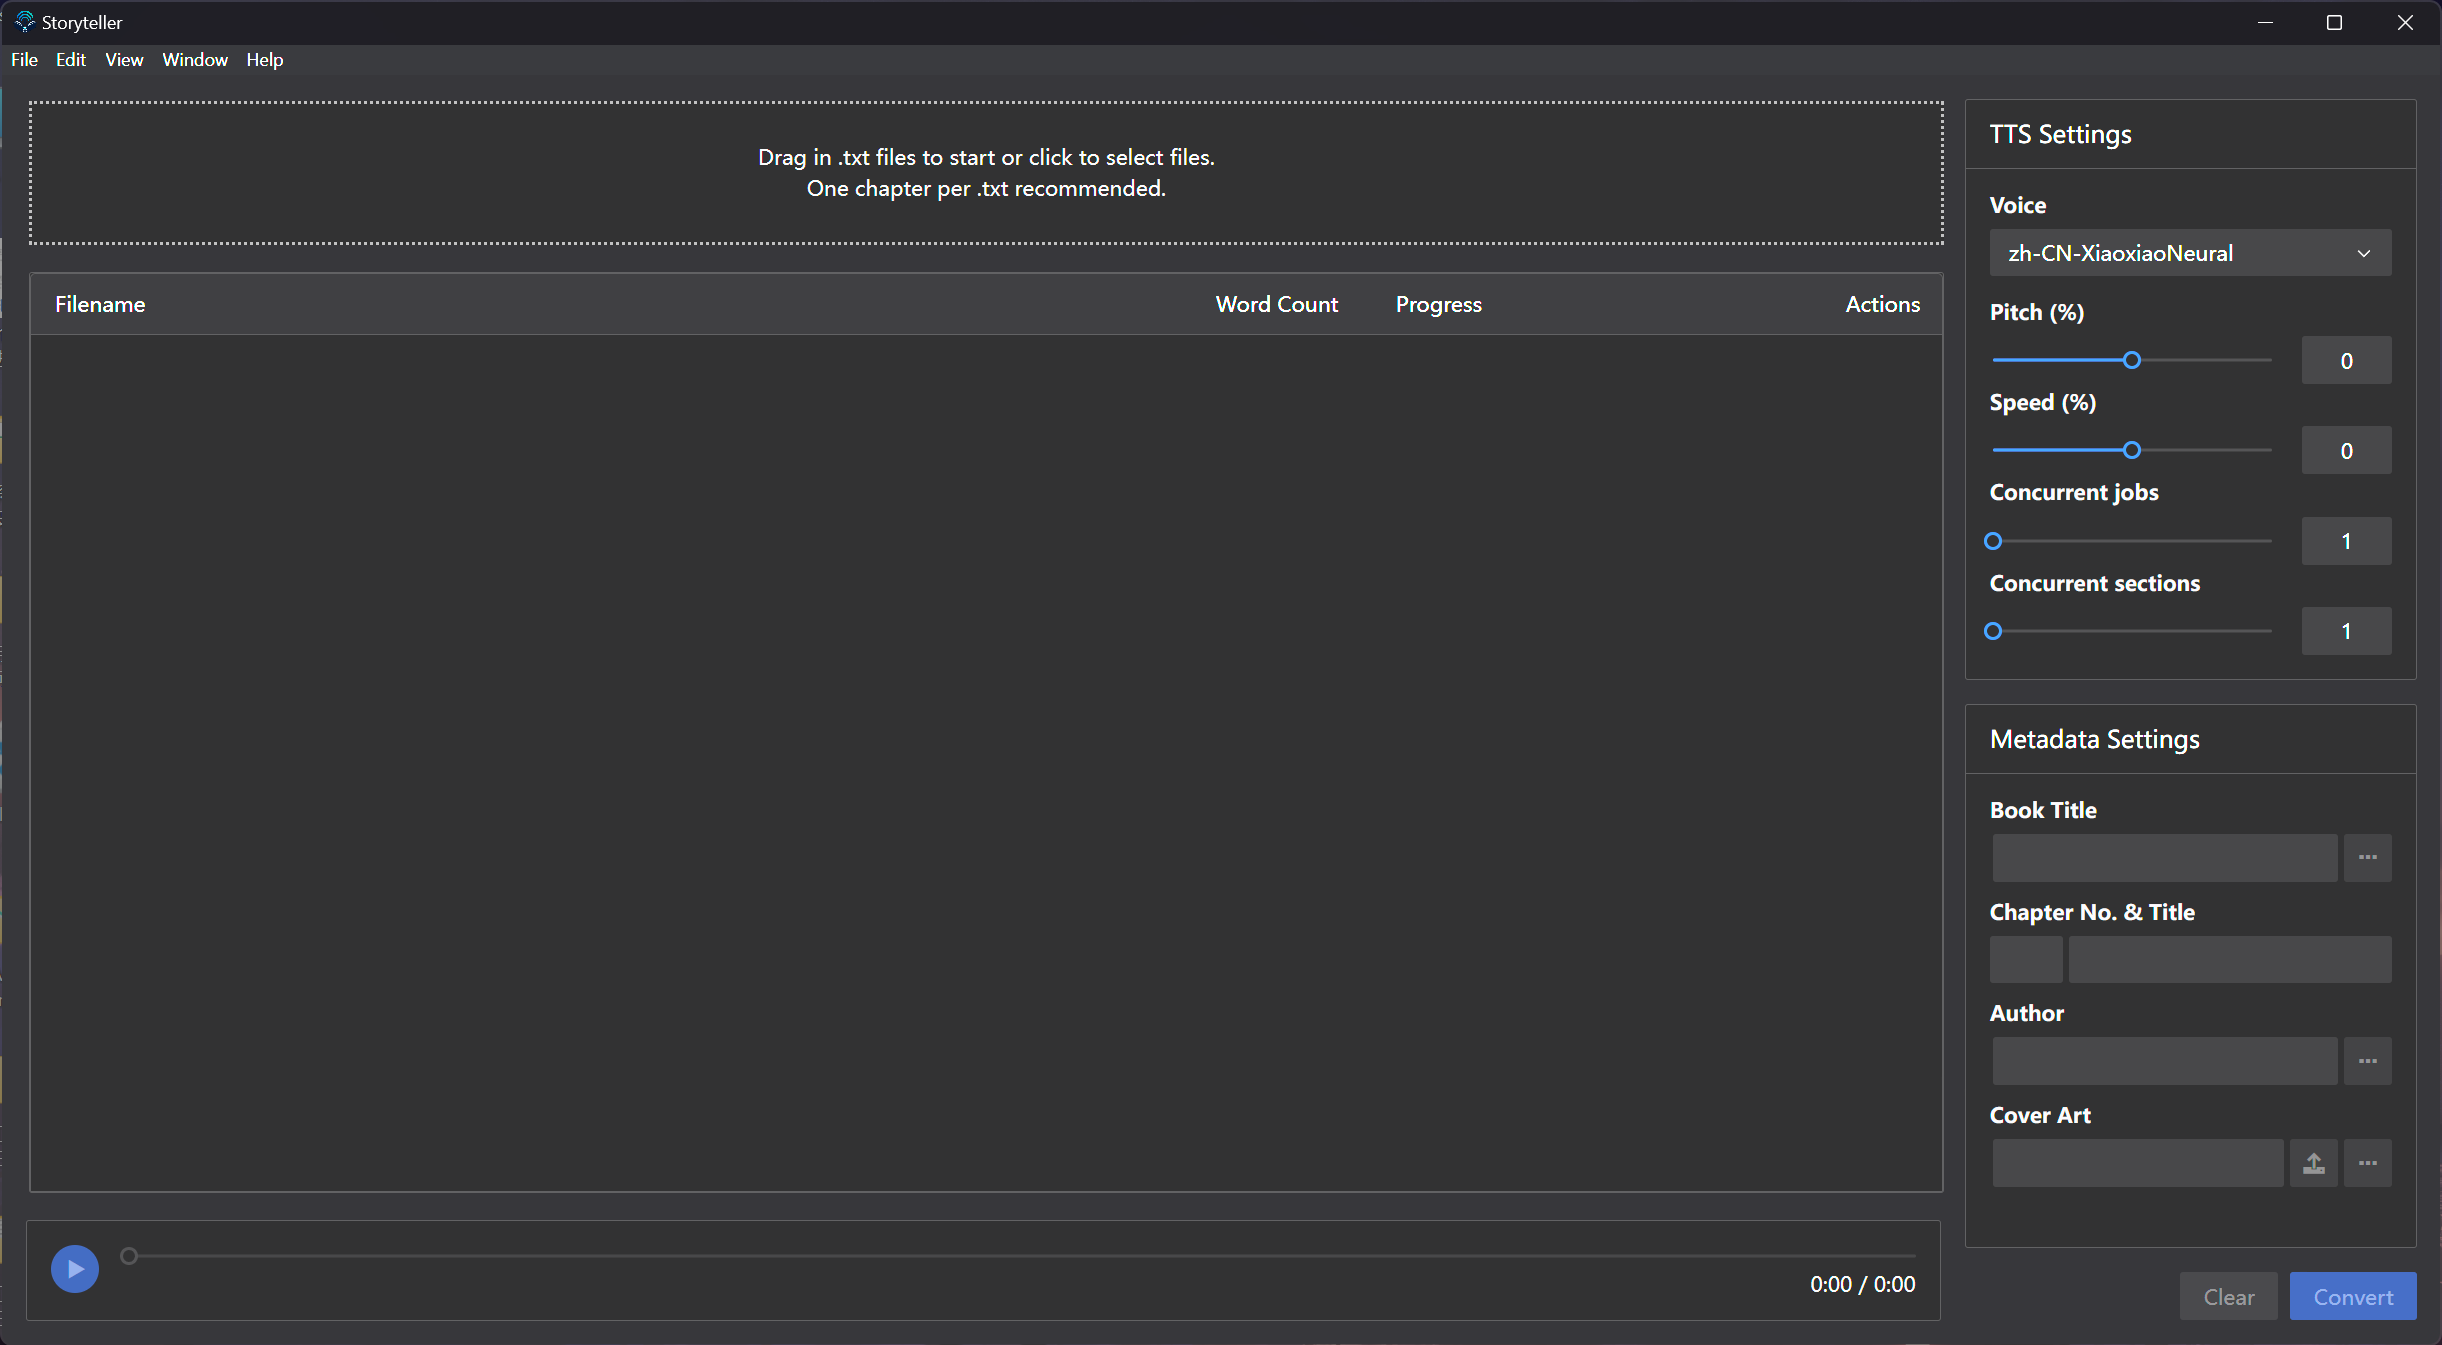 Storyteller
File Edit View Window Help
Drag in .txt files to start or click to select files.
One chapter per .txt recommended.
Filename Word Count Progress Actions
0:00 / 0:00
TTS Settings
Voice
zh-CN-XiaoxiaoNeural
Pitch (%)
0
Speed (%)
0
Concurrent jobs
1
Concurrent sections
1
Metadata Settings
Book Title
Chapter No. & Title
Author
Cover Art
Clear Convert